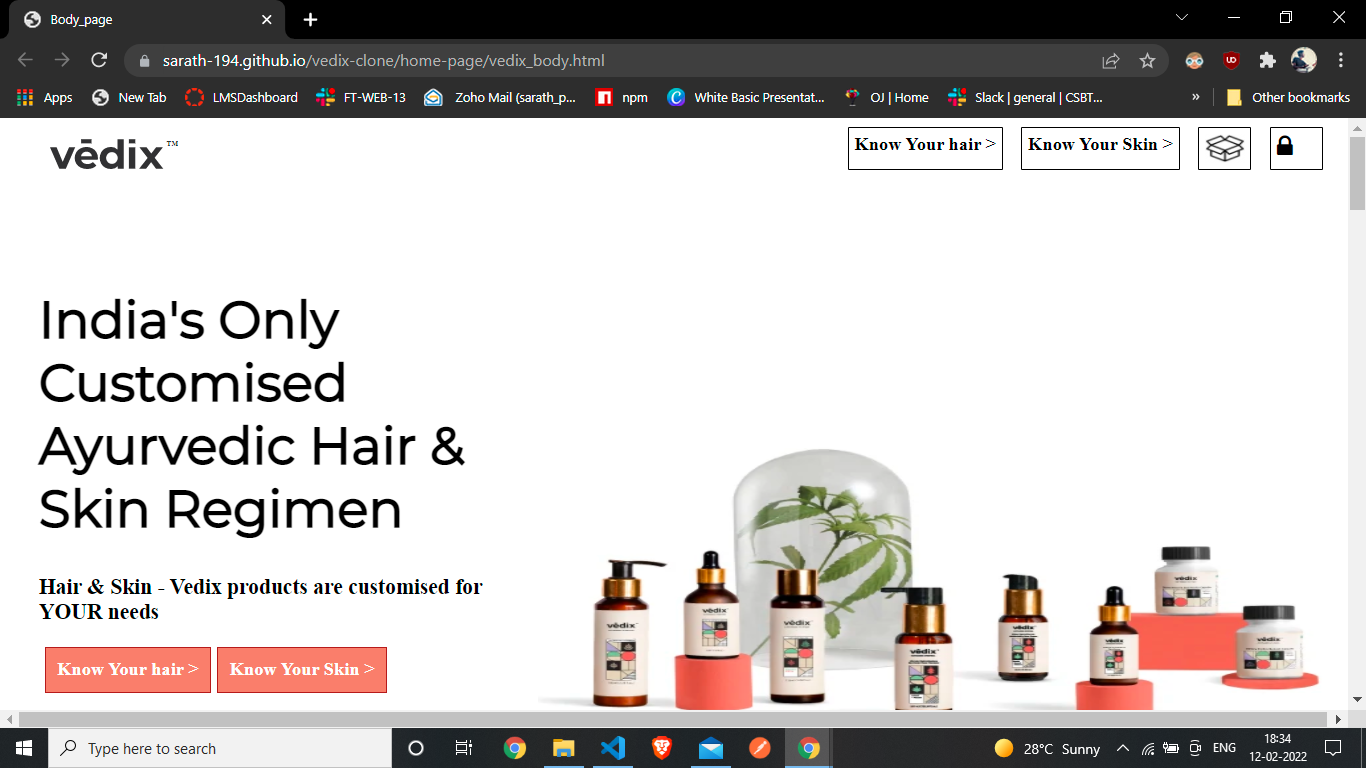 Body_page
sarath-194.github.io/vedix-clone/home-page/vedix_body.html
Apps
New Tab
LMSDashboard
FT-WEB-13
Zoho Mail (sarath_p...
npm
White Basic Presentat...
OJ | Home
Slack | general | CSBT...
»
Other bookmarks
vēdix™
Know Your hair >
Know Your Skin >
India's Only
Customised
Ayurvedic Hair &
Skin Regimen
Hair & Skin - Vedix products are customised for
YOUR needs
Know Your hair >
Know Your Skin >
vēdix
vēdix
vēdix
vēdix
vēdix
vēdix
vēdix
vēdix
Type here to search
28°C Sunny
ENG
18:34
12-02-2022